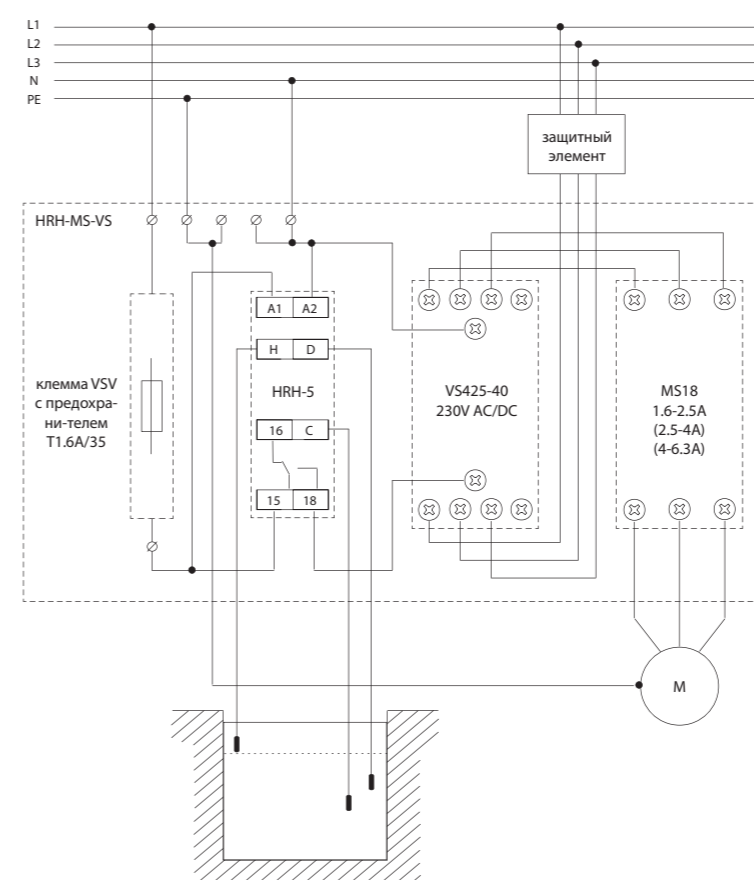 L1
L2
L3
N
PE
защитный
элемент
HRH-MS-VS
A1 A2
H D
HRH-5
16 C
15 18
клемма VSV
с предохра-
ни-телем
T1.6A/35
VS425-40
230V AC/DC
MS18
1.6-2.5A
(2.5-4A)
(4-6.3A)
M